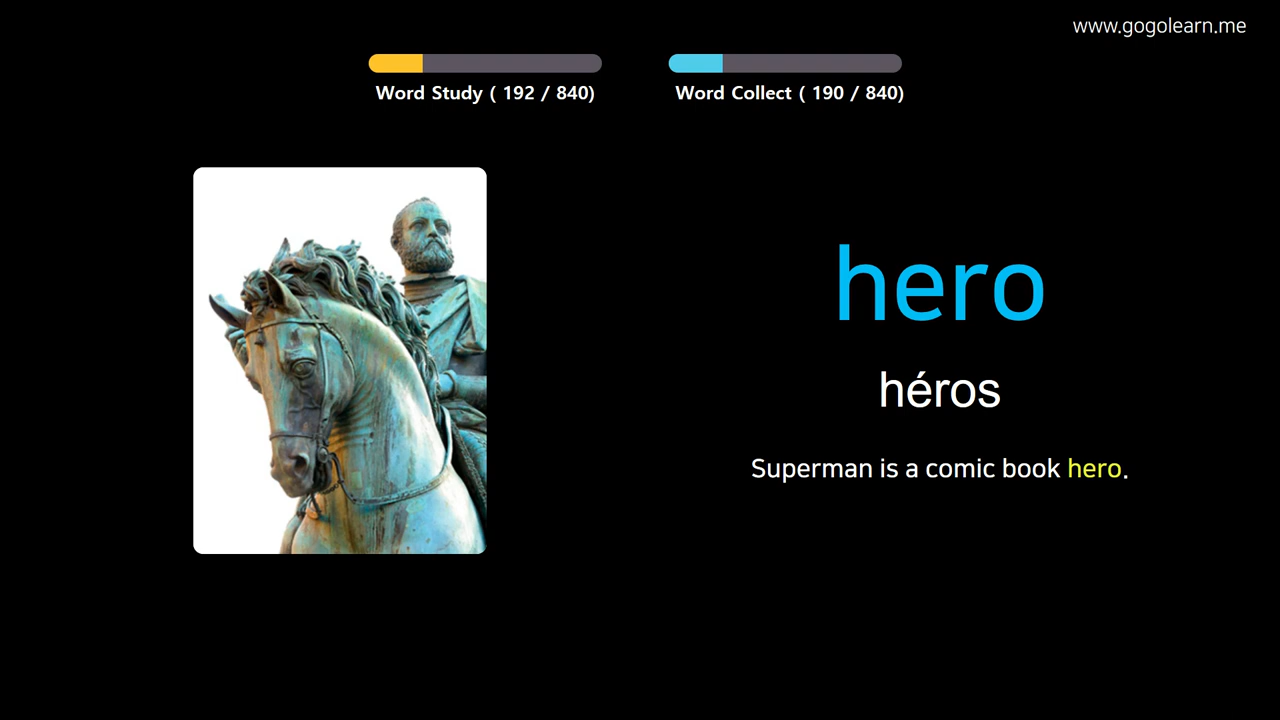 www.gogolearn.me
Word Study ( 192 / 840)
Word Collect ( 190 / 840)
hero
héros
Superman is a comic book hero.